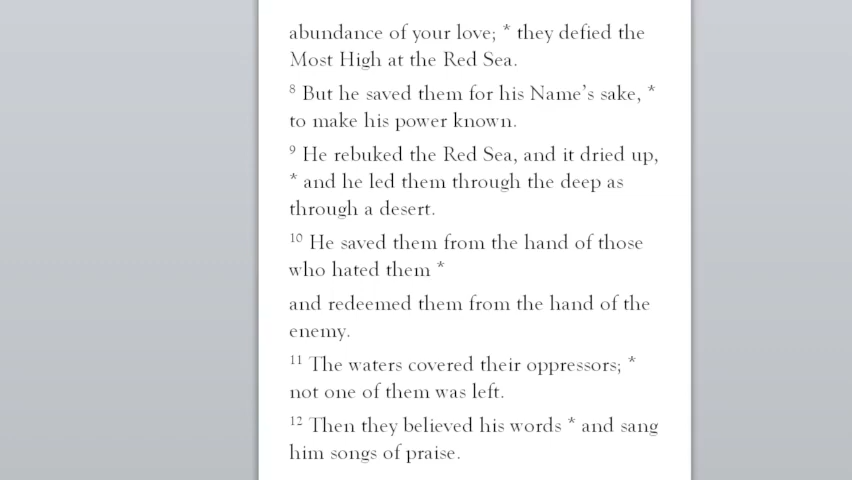 abundance of your love; * they defied the
Most High at the Red Sea.
8 But he saved them for his Name’s sake, *
to make his power known.
9 He rebuked the Red Sea, and it dried up,
* and he led them through the deep as
through a desert.
10 He saved them from the hand of those
who hated them *
and redeemed them from the hand of the
enemy.
11 The waters covered their oppressors; *
not one of them was left.
12 Then they believed his words * and sang
him songs of praise.